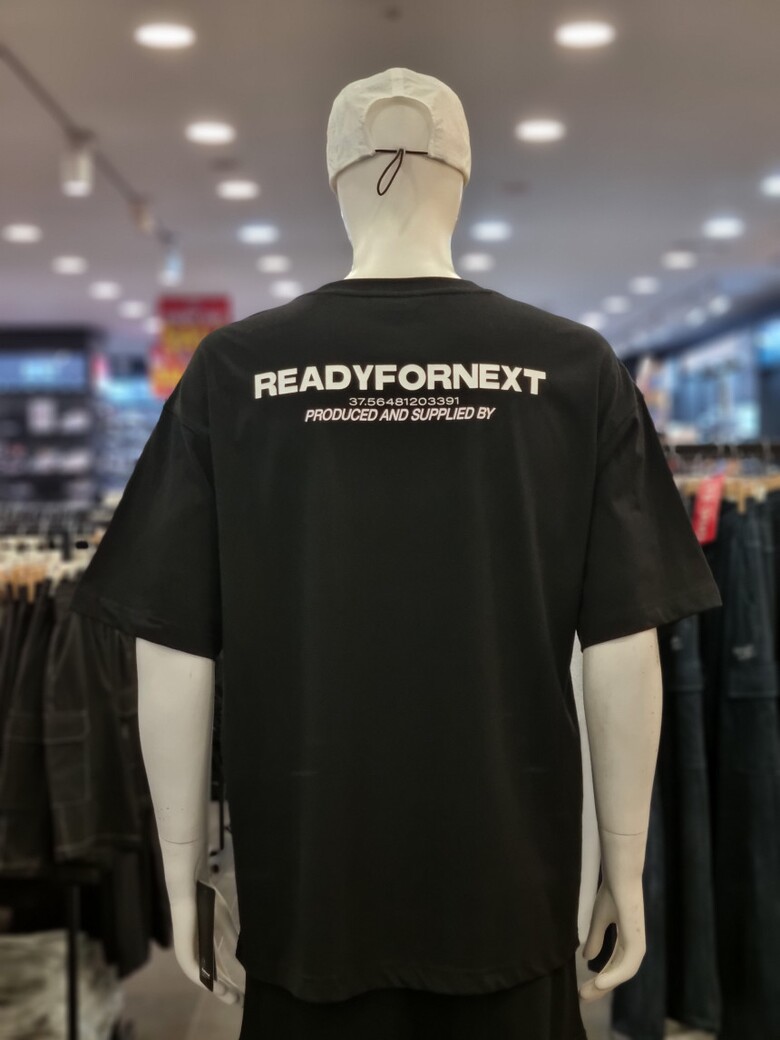 READYFORNEXT
37.56481203391
PRODUCED AND SUPPLIED BY